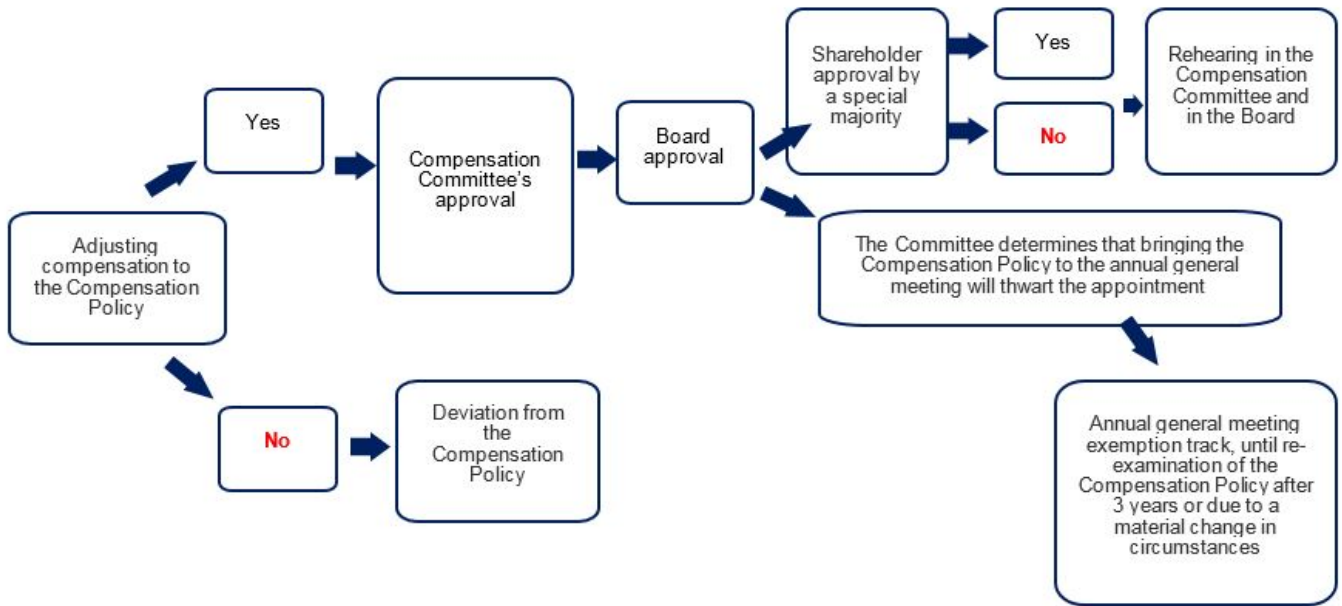 Adjusting
compensation to
the Compensation
Policy
Yes
No
Compensation
Committee's
approval
Deviation from
the
Compensation
Policy
Board
approval
Shareholder
approval by
a special
majority
Yes
No
Rehearing in the
Compensation
Committee and
in the Board
The Committee determines that bringing the
Compensation Policy to the annual general
meeting will thwart the appointment
Annual general meeting
exemption track, until re-
examination of the
Compensation Policy after
3 years or due to a
material change in
circumstances